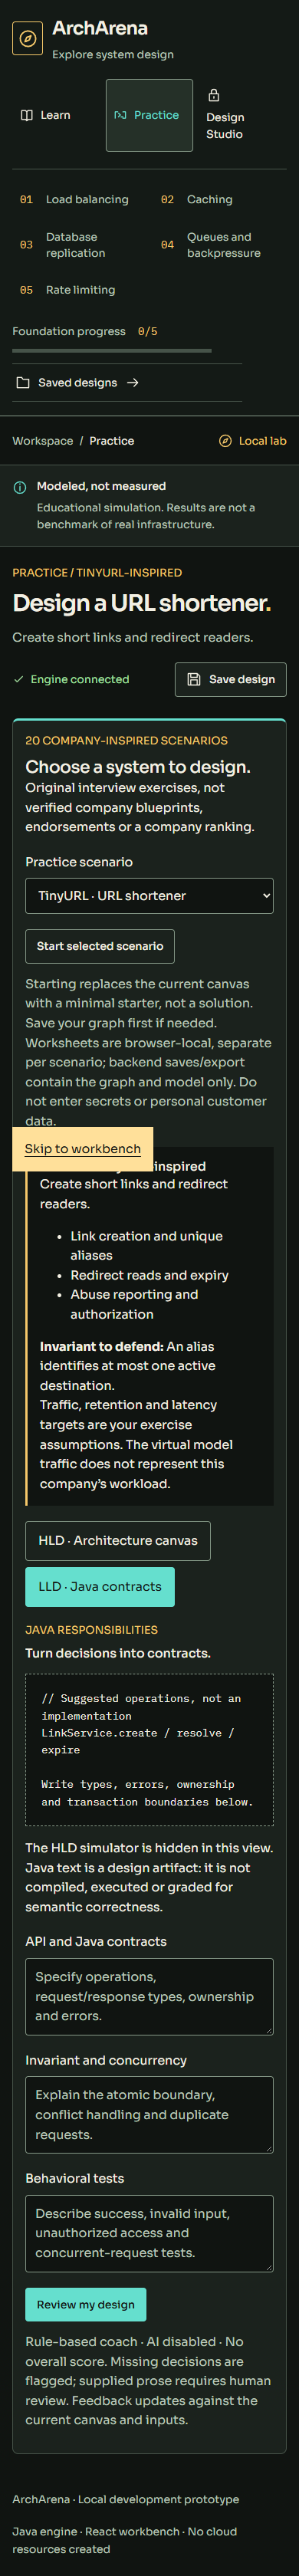 ArchArena
Explore system design
Learn
Practice
Design
Studio
01 Load balancing
02 Caching
03 Database
replication
04 Queues and
backpressure
05 Rate limiting
Foundation progress 0/5
Saved designs →
Workspace / Practice
Local lab
Modeled, not measured
Educational simulation. Results are not a
benchmark of real infrastructure.
PRACTICE / TINYURL-INSPIRED
Design a URL shortener.
Create short links and redirect readers.
Engine connected
Save design
20 COMPANY-INSPIRED SCENARIOS
Choose a system to design.
Original interview exercises, not
verified company blueprints,
endorsements or a company ranking.
Practice scenario
TinyURL · URL shortener
Start selected scenario
Starting replaces the current canvas
with a minimal starter, not a solution.
Save your graph first if needed.
Worksheets are browser-local, separate
per scenario; backend saves/export
contain the graph and model only. Do
not enter secrets or personal customer
data.
Skip to workbench
inspired
Create short links and redirect
readers.
• Link creation and unique
aliases
• Redirect reads and expiry
• Abuse reporting and
authorization
Invariant to defend: An alias
identifies at most one active
destination.
Traffic, retention and latency
targets are your exercise
assumptions. The virtual model
traffic does not represent this
company's workload.
HLD · Architecture canvas
LLD · Java contracts
JAVA RESPONSIBILITIES
Turn decisions into contracts.
// Suggested operations, not an
implementation
LinkService.create / resolve /
expire
Write types, errors, ownership
and transaction boundaries below.
The HLD simulator is hidden in this view.
Java text is a design artifact: it is not
compiled, executed or graded for
semantic correctness.
API and Java contracts
Specify operations,
request/response types, ownership
and errors.
Invariant and concurrency
Explain the atomic boundary,
conflict handling and duplicate
requests.
Behavioral tests
Describe success, invalid input,
unauthorized access and
concurrent-request tests.
Review my design
Rule-based coach · AI disabled · No
overall score. Missing decisions are
flagged; supplied prose requires human
review. Feedback updates against the
current canvas and inputs.
ArchArena · Local development prototype
Java engine · React workbench · No cloud
resources created